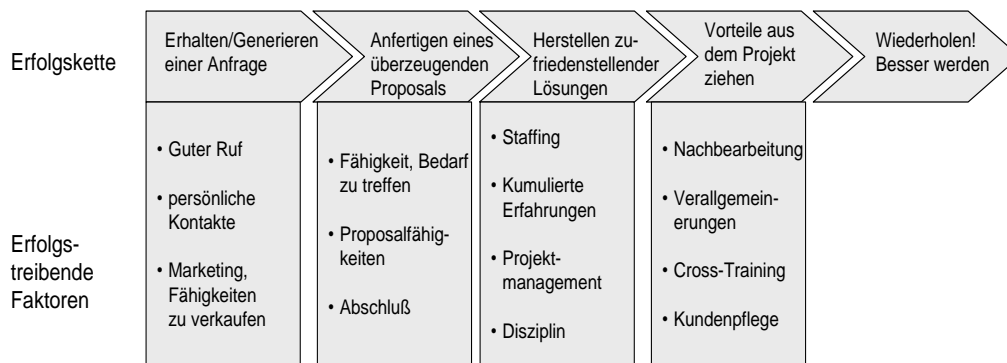 Erfolgskette
Erhalten/Generieren
einer Anfrage
Anfertigen eines
überzeugenden
Proposals
Herstellen zu-
friedenstellender
Lösungen
Vorteile aus
dem Projekt
ziehen
Wiederholen!
Besser werden
Erfolgs-
treibende
Faktoren
• Guter Ruf
• persönliche
Kontakte
• Marketing,
Fähigkeiten
zu verkaufen
• Fähigkeit, Bedarf
zu treffen
• Proposalfähig-
keiten
• Abschluß
• Staffing
• Kumulierte
Erfahrungen
• Projekt-
management
• Disziplin
• Nachbearbeitung
• Verallgemein-
erungen
• Cross-Training
• Kundenpflege